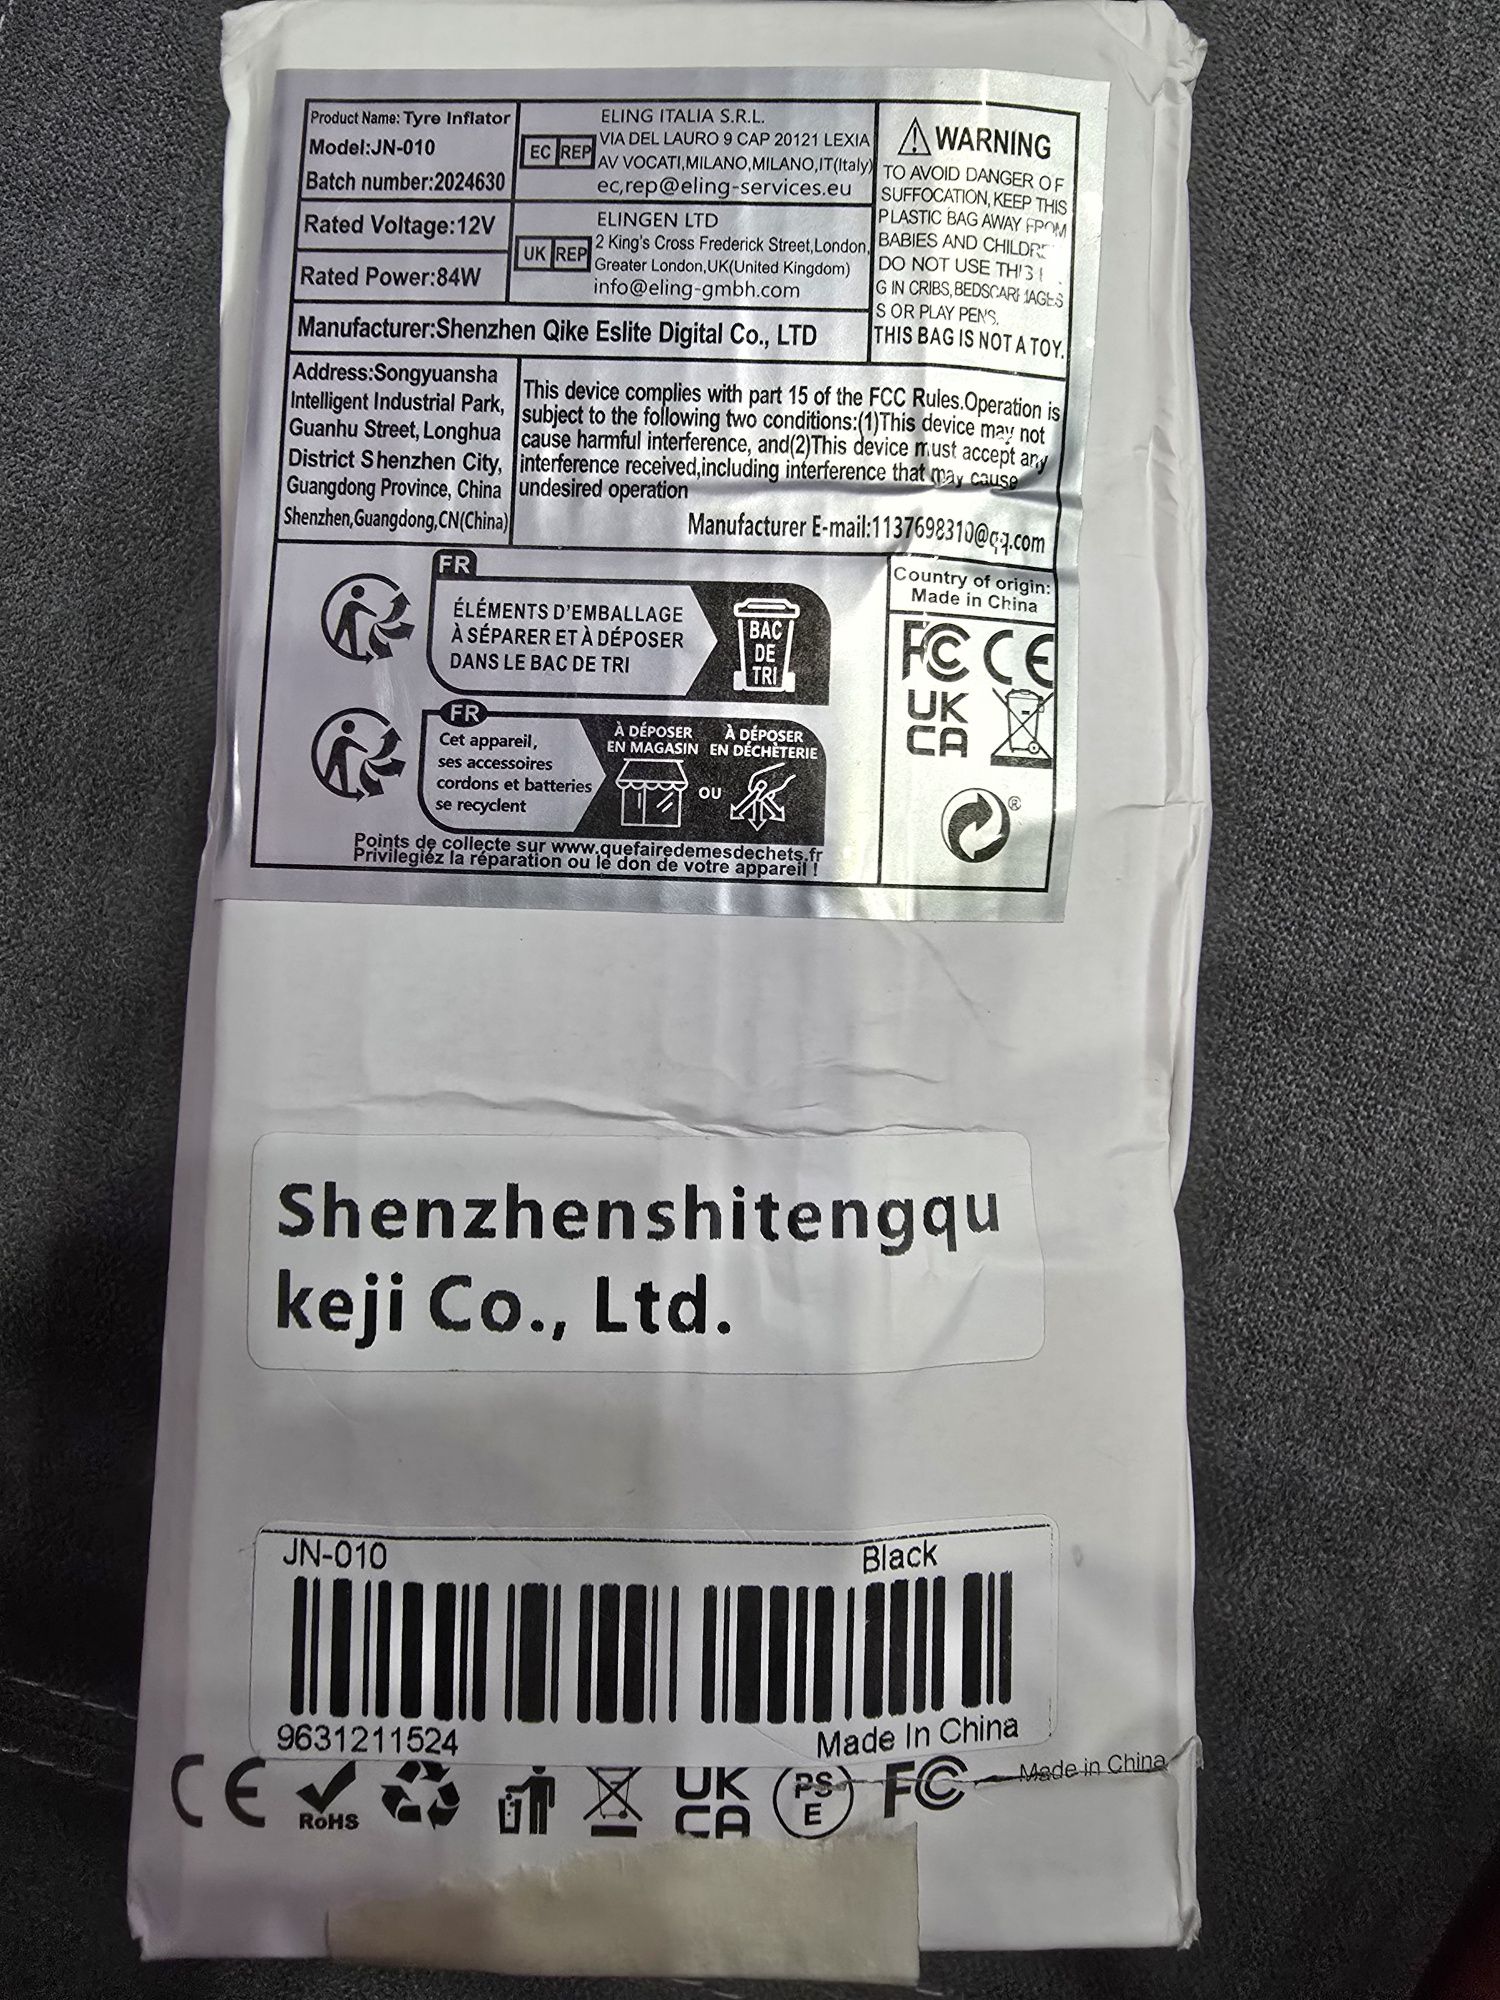 Product Name: Tyre Inflator
Model:JN-010
Batch number:2024630
Rated Voltage:12V
Rated Power:84W
EC REP
ELING ITALIA S.R.L.
VIA DEL LAURO 9 CAP 20121 LEXIA
AV VOCATI,MILANO,MILANO,IT(Italy)
ec,rep@eling-services.eu
UK REP
ELINGEN LTD
2 King's Cross Frederick Street,London,
Greater London,UK(United Kingdom)
info@eling-gmbh.com
WARNING
TO AVOID DANGER OF
SUFFOCATION, KEEP THIS
PLASTIC BAG AWAY FROM
BABIES AND
DO NOT USE
G IN CRIBS,
S OR PLAY PENS.
THIS BAG IS NOT A TOY.
Manufacturer:Shenzhen Qike Eslite Digital Co., LTD
Address:Songyuansha
Intelligent Industrial Park,
Guanhu Street, Longhua
District Shenzhen City,
Guangdong Province, China
Shenzhen,Guangdong,CN(China)
This device complies with part 15 of the FCC Rules.Operation is
subject to the following two conditions:(1)This device may not
cause harmful interference, and(2)This device must accept any
interference received,including interference that may cause
undesired operation
Manufacturer E-mail:1137698310@qq.com
FR
ÉLÉMENTS D'EMBALLAGE
À SÉPARER ET À DÉPOSER
DANS LE BAC DE TRI
BAC
DE
TRI
FR
Cet appareil,
ses accessoires
cordons et batteries
se recyclent
À DÉPOSER
EN MAGASIN
OU
À DÉPOSER
EN DÉCHÈTERIE
Points de collecte sur www.quefairedemesdechets.fr
Privilegiéz la réparation ou le don de votre appareil !
Country of origin:
Made in China
FC CE
UK
CA
®
Shenzhenshitengqu
keji Co., Ltd.
JN-010 Black
9631211524 Made In China
CE
RoHS
UK
CA
PS
E
FC
Made in China